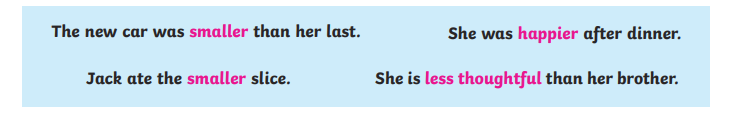 The new car was smaller than her last.
She was happier after dinner.
Jack ate the smaller slice.
She is less thoughtful than her brother.